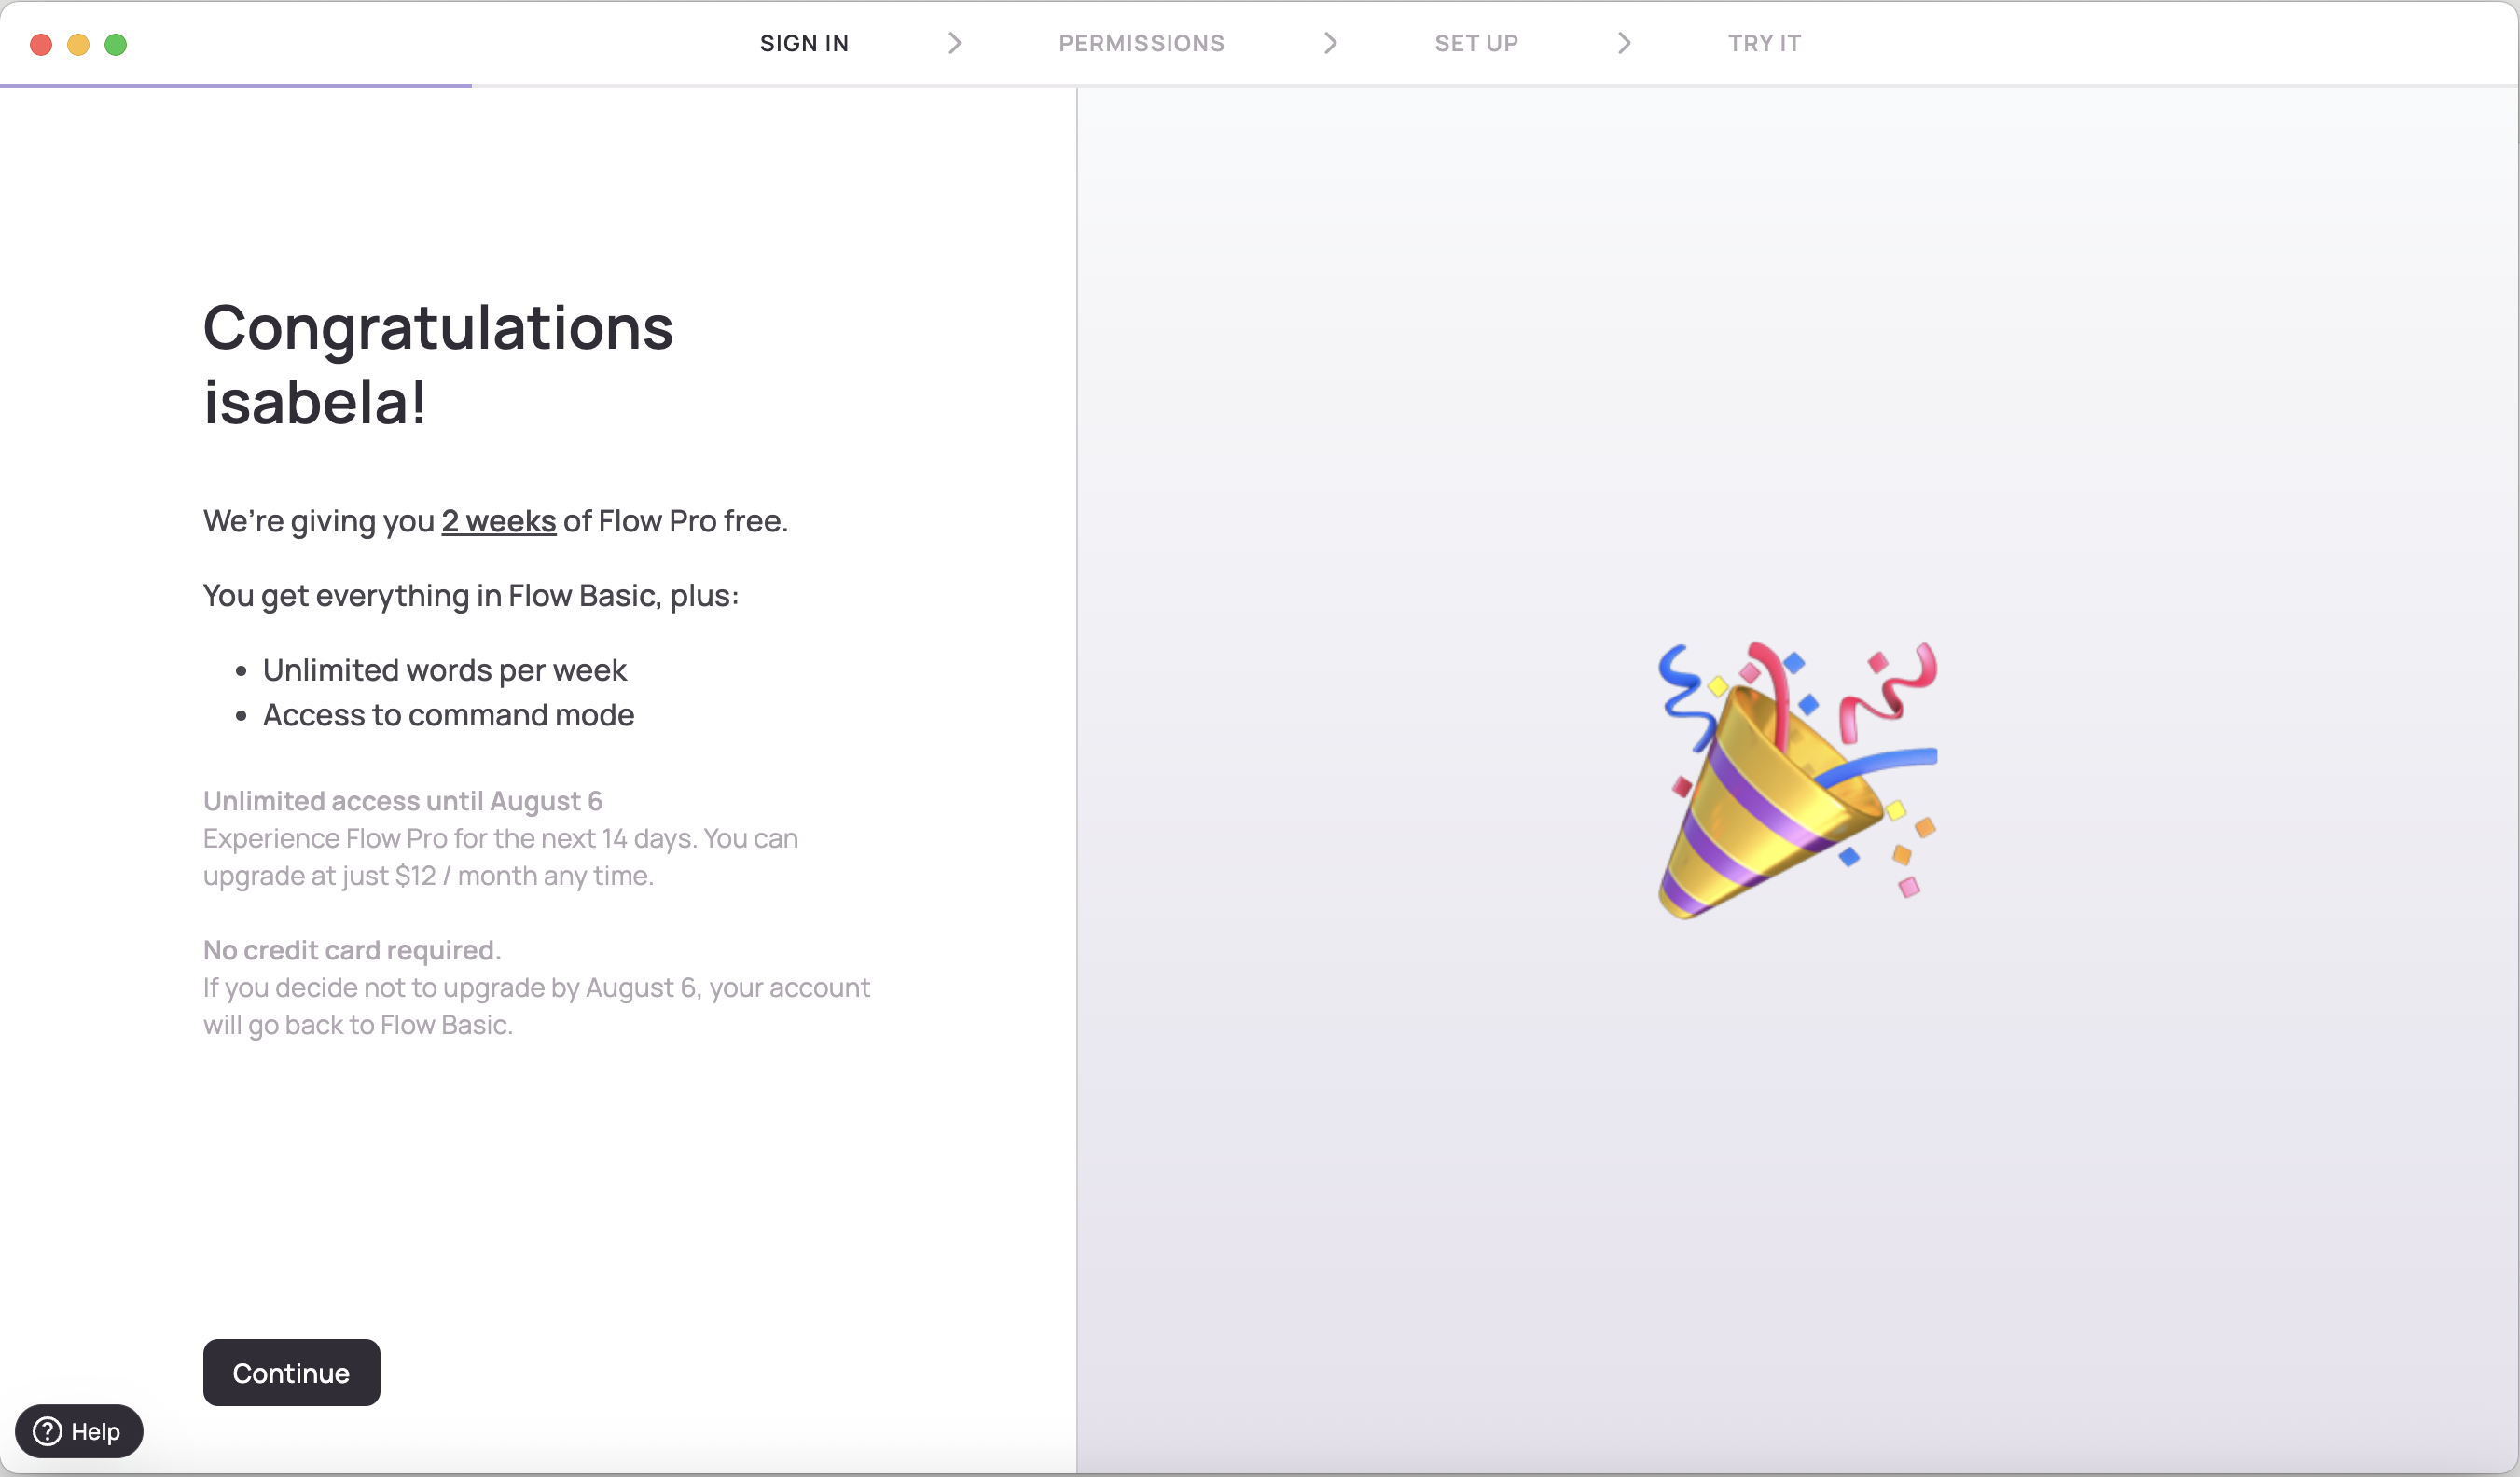 SIGN IN
PERMISSIONS
SET UP
TRY IT
Congratulations
isabela!
We’re giving you 2 weeks of Flow Pro free.
You get everything in Flow Basic, plus:
• Unlimited words per week
• Access to command mode
Unlimited access until August 6
Experience Flow Pro for the next 14 days. You can
upgrade at just $12 / month any time.
No credit card required.
If you decide not to upgrade by August 6, your account
will go back to Flow Basic.
Continue
? Help